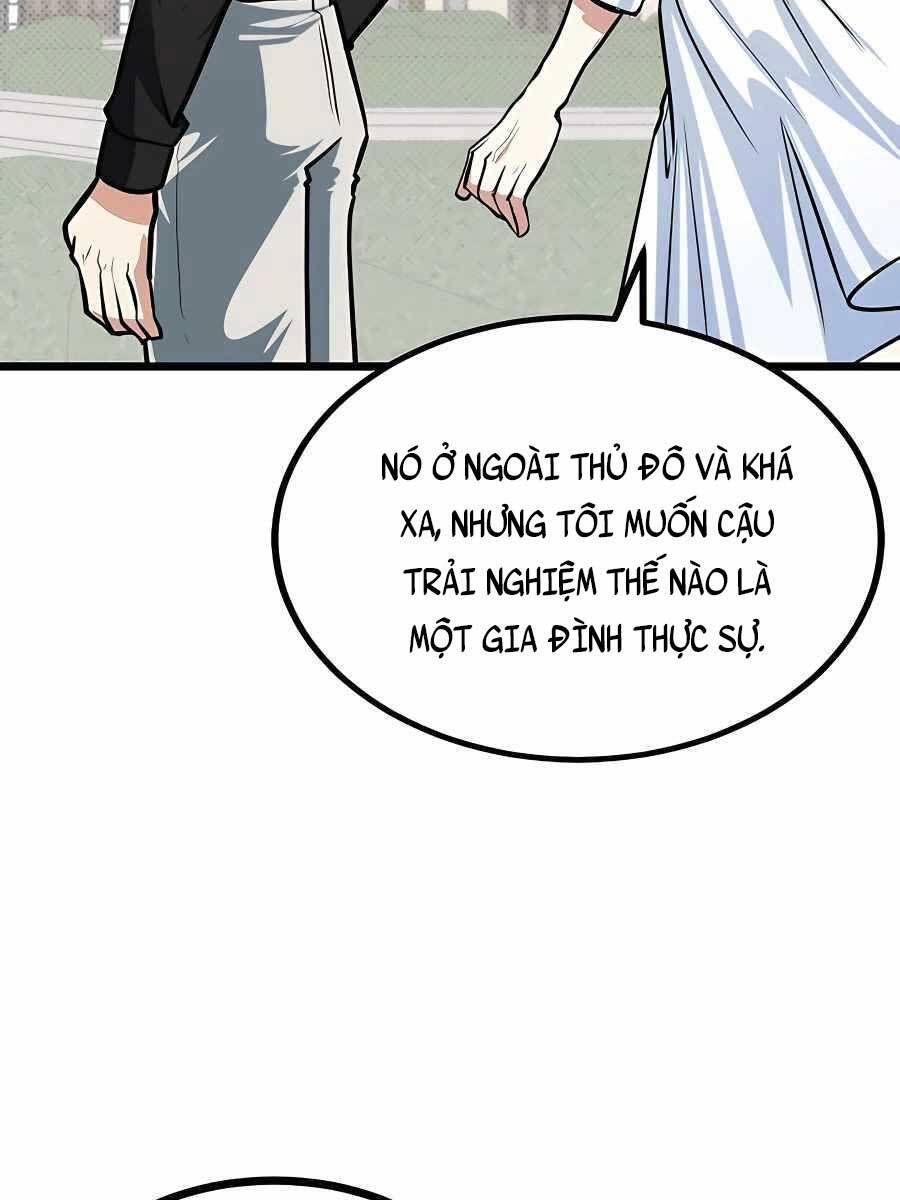 NÓ Ở NGOÀI THỦ ĐÔ VÀ KHÁ
XA, NHƯNG TÔI MUỐN CẬU
TRẢI NGHIỆM THẾ NÀO LÀ
MỘT GIA ĐÌNH THỰC SỰ.